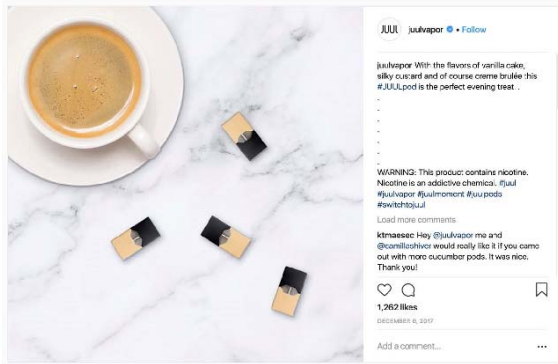 JUUL
juulvapor • Follow
juulvapor With the flavors of vanilla cake,
silky custard and of course creme brulée this
#JUULpod is the perfect evening treat .
.
.
.
.
.
.
WARNING: This product contains nicotine.
Nicotine is an addictive chemical. #juul
#juulvapor #juulmoment #juulpods
#switchtojuul
Load more comments
ktmaesec Hey @juulvapor me and
would really like it if you came
out with more cucumber pods. It was nice.
Thank you!
1,262 likes
DECEMBER 6, 2017
Add a comment...